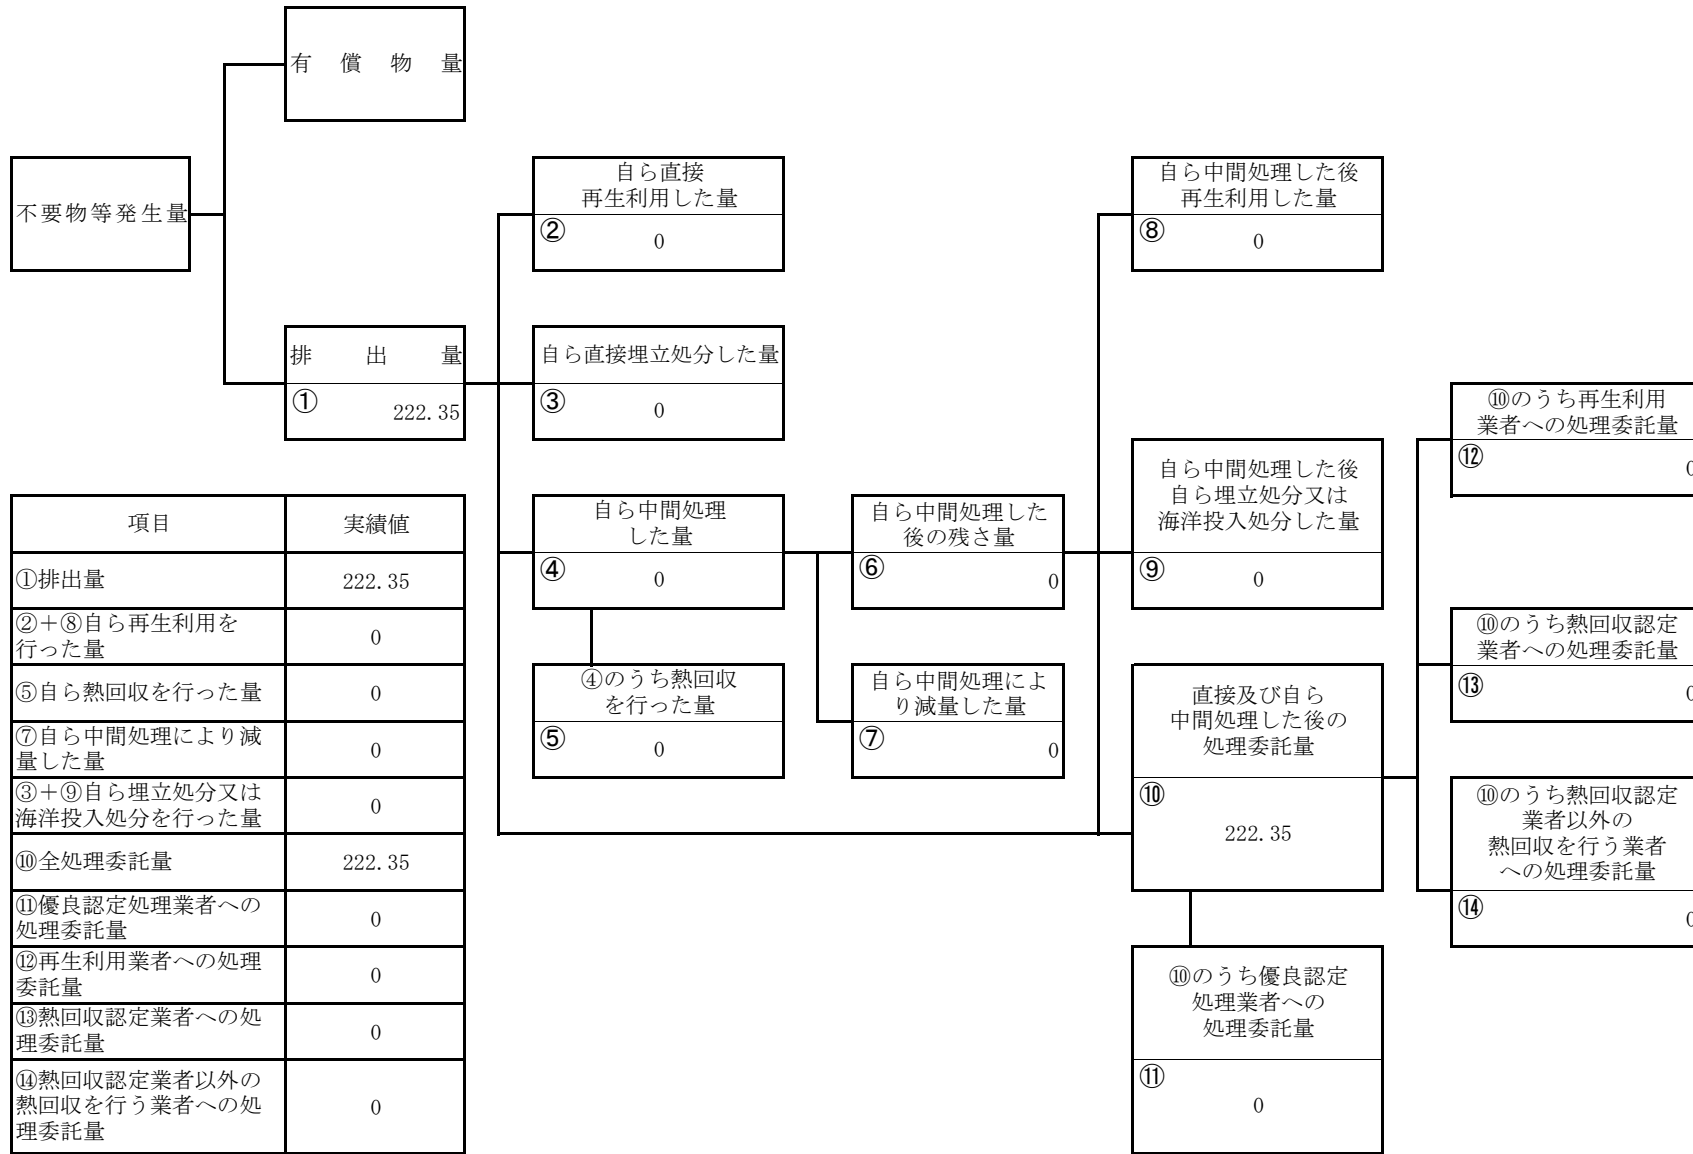 有償物量
不要物等発生量
排出量
①
222.35
自ら直接
再生利用した量
②
0
自ら直接埋立処分した量
③
0
自ら中間処理
した量
④
0
④のうち熱回収
を行った量
⑤
0
自ら中間処理した
後の残さ量
⑥
0
自ら中間処理によ
り減量した量
⑦
0
自ら中間処理した後
再生利用した量
⑧
0
自ら中間処理した後
自ら埋立処分又は
海洋投入処分した量
⑨
0
直接及び自ら
中間処理した後の
処理委託量
⑩
222.35
⑩のうち優良認定
処理業者への
処理委託量
⑪
0
⑩のうち再生利用
業者への処理委託量
⑫
0
⑩のうち熱回収認定
業者への処理委託量
⑬
0
⑩のうち熱回収認定
業者以外の
熱回収を行う業者
への処理委託量
⑭
0
項目 実績値
①排出量 222.35
②+⑧自ら再生利用を
行った量 0
⑤自ら熱回収を行った量 0
⑦自ら中間処理により減
量した量 0
③+⑨自ら埋立処分又は
海洋投入処分を行った量 0
⑩全処理委託量 222.35
⑪優良認定処理業者への
処理委託量 0
⑫再生利用業者への処理
委託量 0
⑬熱回収認定業者への処
理委託量 0
⑭熱回収認定業者以外の
熱回収を行う業者への処
理委託量 0